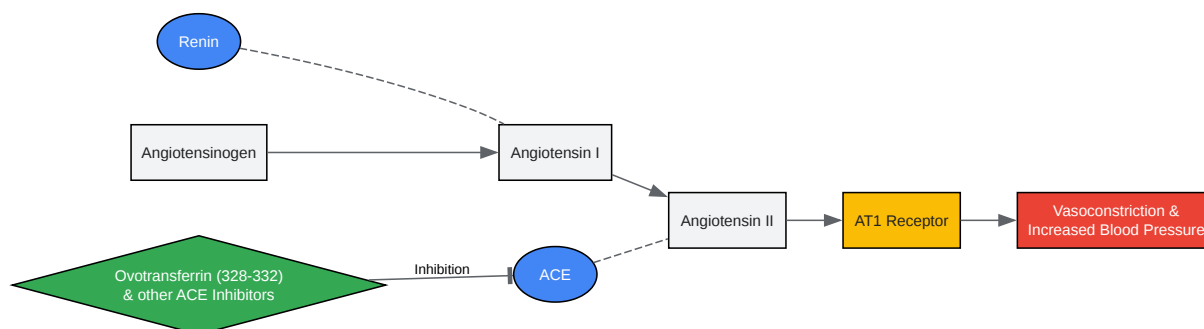 Renin
Angiotensinogen
Angiotensin I
Angiotensin II
AT1 Receptor
Vasoconstriction &
Increased Blood Pressure
Ovotransferrin (328-332)
& other ACE Inhibitors
Inhibition
ACE